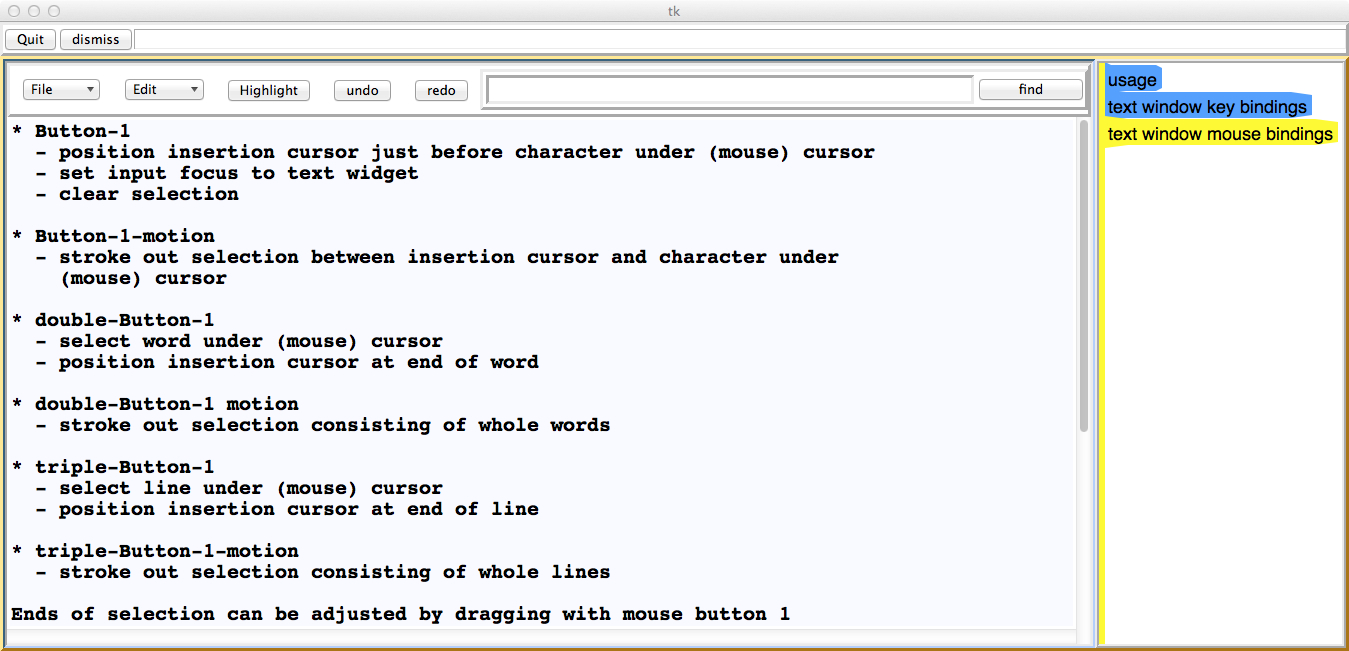 tk
Quit dismiss
File Edit Highlight undo redo find
* Button-1
- position insertion cursor just before character under (mouse) cursor
- set input focus to text widget
- clear selection
* Button-1-motion
- stroke out selection between insertion cursor and character under
(mouse) cursor
* double-Button-1
- select word under (mouse) cursor
- position insertion cursor at end of word
* double-Button-1 motion
- stroke out selection consisting of whole words
* triple-Button-1
- select line under (mouse) cursor
- position insertion cursor at end of line
* triple-Button-1-motion
- stroke out selection consisting of whole lines
Ends of selection can be adjusted by dragging with mouse button 1
usage
text window key bindings
text window mouse bindings